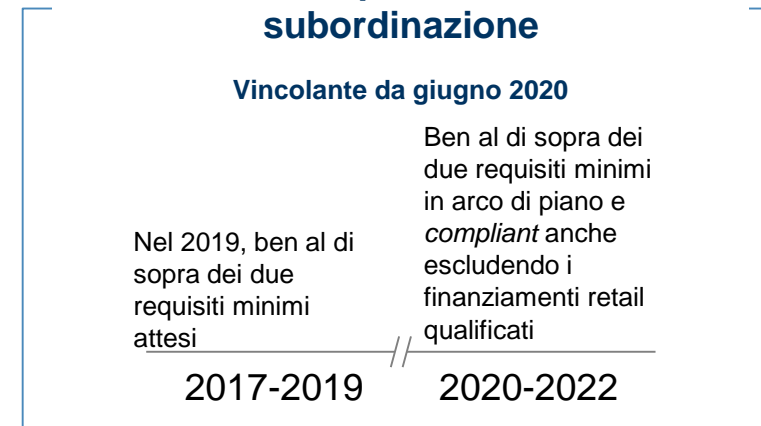 subordinazione
Vincolante da giugno 2020
Nel 2019, ben al di
sopra dei due
requisiti minimi
attesi
Ben al di sopra dei
due requisiti minimi
in arco di piano e
compliant anche
escludendo i
finanziamenti retail
qualificati
2017-2019
2020-2022